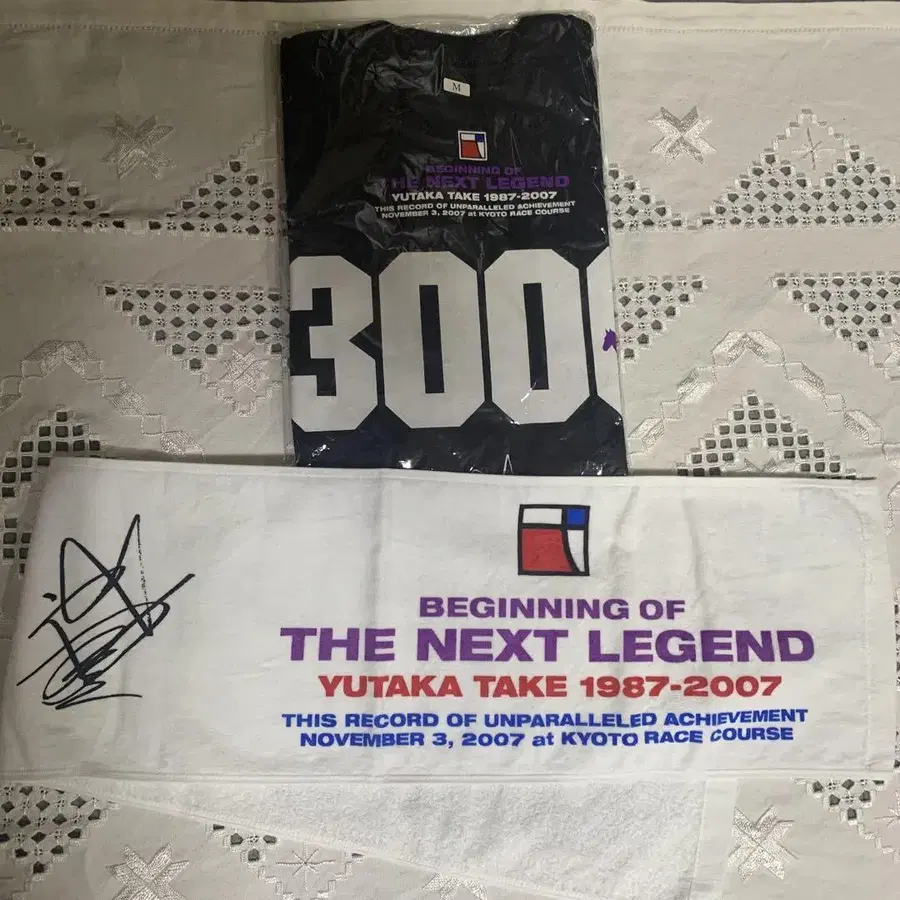 M
BEGINNING OF
THE NEXT LEGEND
YUTAKA TAKE 1987-2007
THIS RECORD OF UNPARALLELED ACHIEVEMENT
NOVEMBER 3, 2007 at KYOTO RACE COURSE
300
BEGINNING OF
THE NEXT LEGEND
YUTAKA TAKE 1987-2007
THIS RECORD OF UNPARALLELED ACHIEVEMENT
NOVEMBER 3, 2007 at KYOTO RACE COURSE